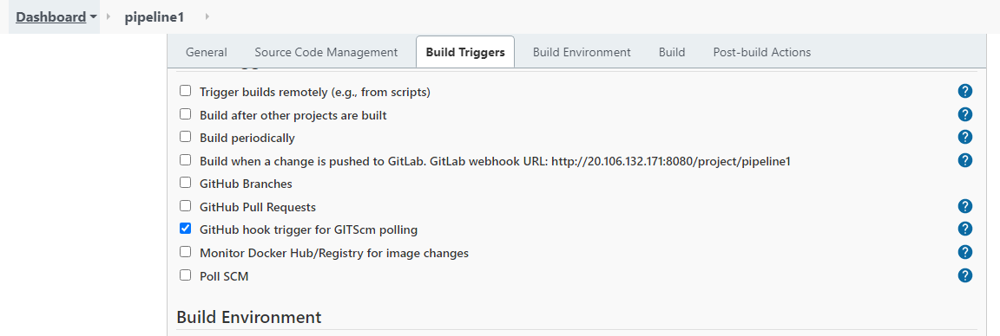 Dashboard pipeline1
General Source Code Management Build Triggers Build Environment Build Post-build Actions
Trigger builds remotely (e.g., from scripts) ?
Build after other projects are built ?
Build periodically ?
Build when a change is pushed to GitLab. GitLab webhook URL: http://20.106.132.171:8080/project/pipeline1 ?
GitHub Branches
GitHub Pull Requests ?
GitHub hook trigger for GITScm polling ?
Monitor Docker Hub/Registry for image changes ?
Poll SCM ?
Build Environment